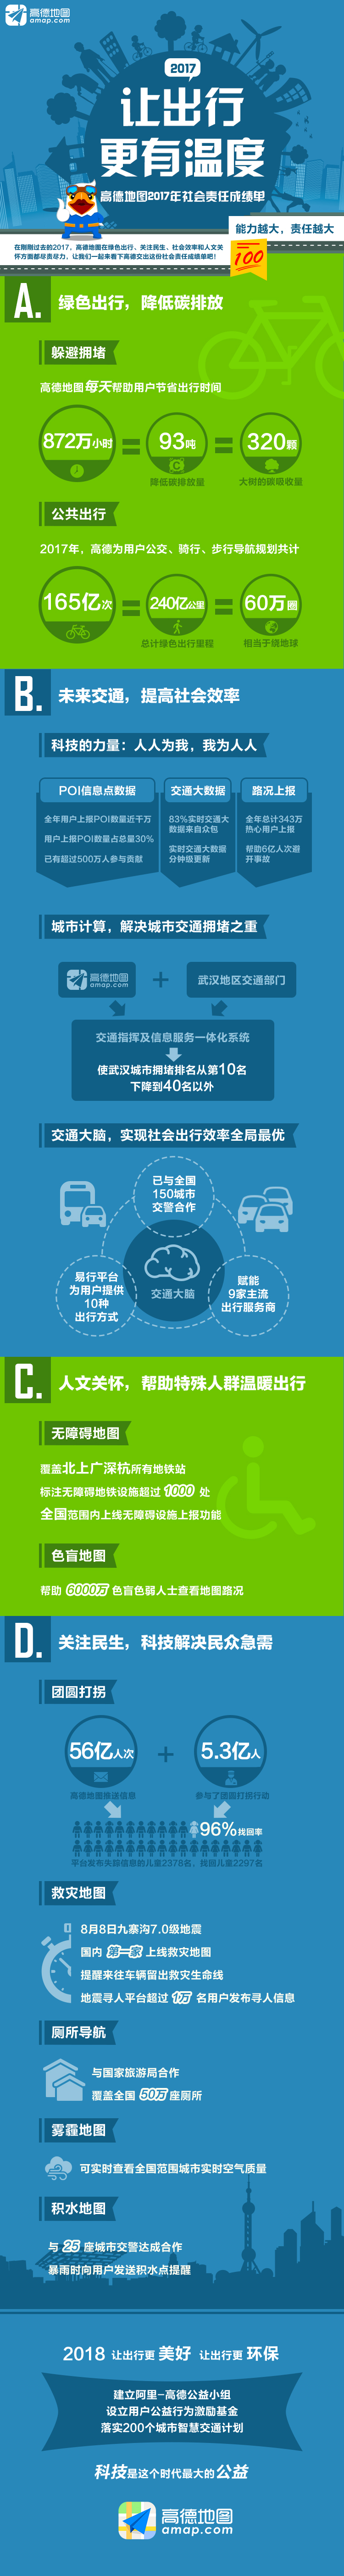 高德地图
amap.com
2017
让出行
更有温度
高德地图2017年社会责任成绩单
能力越大，责任越大
在刚刚过去的2017，高德地图在绿色出行、关注民生、社会效率和人文关
怀方面都尽责尽力，让我们一起来看下高德交出这份社会责任成绩单吧！
100
A.
绿色出行，降低碳排放
躲避拥堵
高德地图每天帮助用户节省出行时间
872万小时 = 93吨 = 320颗
降低碳排放量 大树的碳吸收量
公共出行
2017年，高德为用户公交、骑行、步行导航规划共计
165亿次 = 240亿公里 = 60万圈
总计绿色出行里程 相当于绕地球
B.
未来交通，提高社会效率
科技的力量：人人为我，我为人人
POI信息点数据
全年用户上报POI数量近千万
用户上报POI数量占总量30%
已有超过500万人参与贡献
交通大数据
83%实时交通大
数据来自众包
实时交通大数据
分钟级更新
路况上报
全年总计343万
热心用户上报
帮助6亿人次避
开事故
城市计算，解决城市交通拥堵之重
高德地图
amap.com
+
武汉地区交通部门
交通指挥及信息服务一体化系统
使武汉城市拥堵排名从第10名
下降到40名以外
交通大脑，实现社会出行效率全局最优
已与全国
150城市
交警合作
易行平台
为用户提供
10种
出行方式
交通大脑
赋能
9家主流
出行服务商
C.
人文关怀，帮助特殊人群温暖出行
无障碍地图
覆盖北上广深杭所有地铁站
标注无障碍地铁设施超过 1000 处
全国范围内上线无障碍设施上报功能
色盲地图
帮助 6000万 色盲色弱人士查看地图路况
D.
关注民生，科技解决民众急需
团圆打拐
56亿人次 + 5.3亿人
高德地图推送信息 参与了团圆打拐行动
96%找回率
平台发布失踪信息的儿童2378名，找回儿童2297名
救灾地图
8月8日九寨沟7.0级地震
国内 第一家 上线救灾地图
提醒来往车辆留出救灾生命线
地震寻人平台超过 1万 名用户发布寻人信息
厕所导航
与国家旅游局合作
覆盖全国 50万 座厕所
雾霾地图
可实时查看全国范围城市实时空气质量
积水地图
与 25 座城市交警达成合作
暴雨时向用户发送积水点提醒
2018 让出行更 美好 让出行更 环保
建立阿里-高德公益小组
设立用户公益行为激励基金
落实200个城市智慧交通计划
科技是这个时代最大的公益
高德地图
amap.com